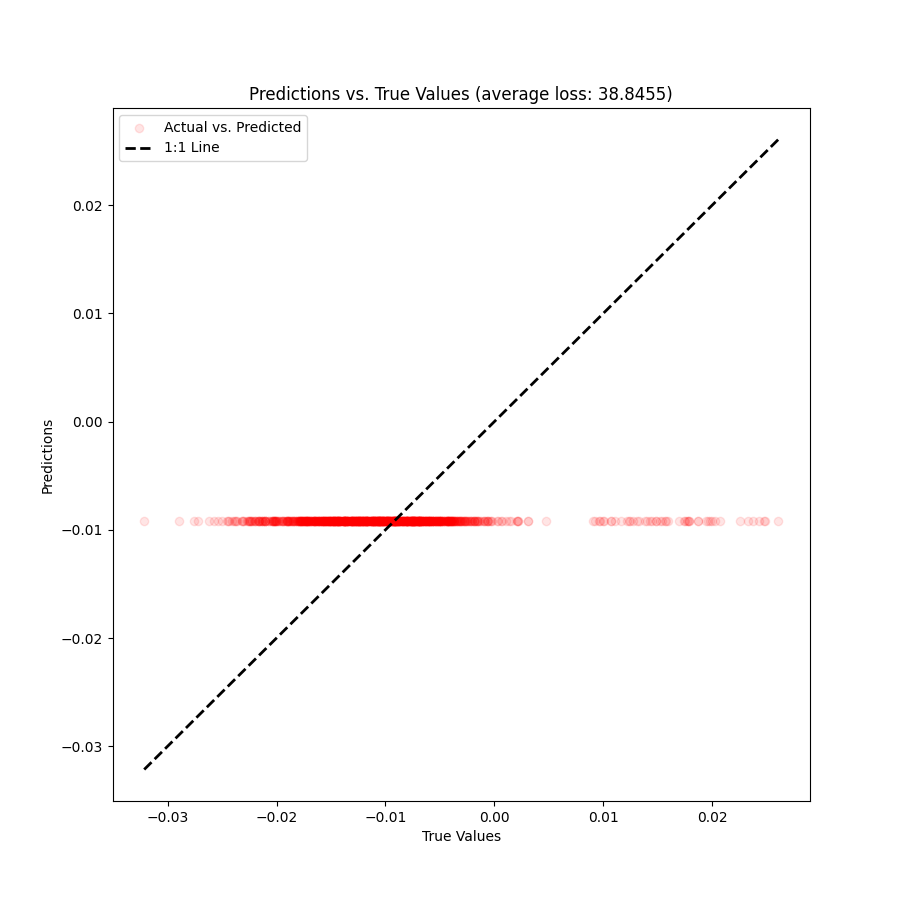 Predictions vs. True Values (average loss: 38.8455)
Actual vs. Predicted
1:1 Line
0.02
0.01
0.00
−0.01
−0.02
−0.03
Predictions
−0.03 −0.02 −0.01 0.00 0.01 0.02
True Values